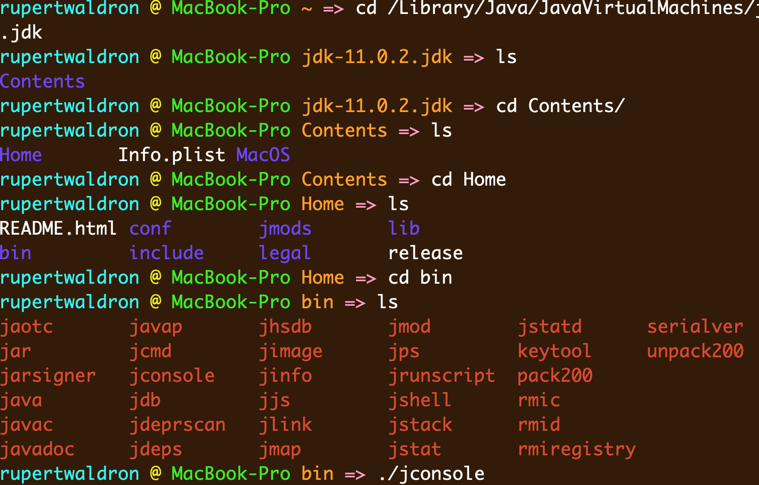 rupertwaldron @ MacBook-Pro ~ => cd /Library/Java/JavaVirtualMachines/j
.jdk
rupertwaldron @ MacBook-Pro jdk-11.0.2.jdk => ls
Contents
rupertwaldron @ MacBook-Pro jdk-11.0.2.jdk => cd Contents/
rupertwaldron @ MacBook-Pro Contents => ls
Home Info.plist MacOS
rupertwaldron @ MacBook-Pro Contents => cd Home
rupertwaldron @ MacBook-Pro Home => ls
README.html conf jmods lib
bin include legal release
rupertwaldron @ MacBook-Pro Home => cd bin
rupertwaldron @ MacBook-Pro bin => ls
jaotc javap jhsdb jmod jstatd serialver
jar jcmd jimage jps keytool unpack200
jarsigner jconsole jinfo jrunscript pack200
java jdb jjs jshell rmic
javac jdeprscan jlink jstack rmid
javadoc jdeps jmap jstat rmiregistry
rupertwaldron @ MacBook-Pro bin => ./jconsole